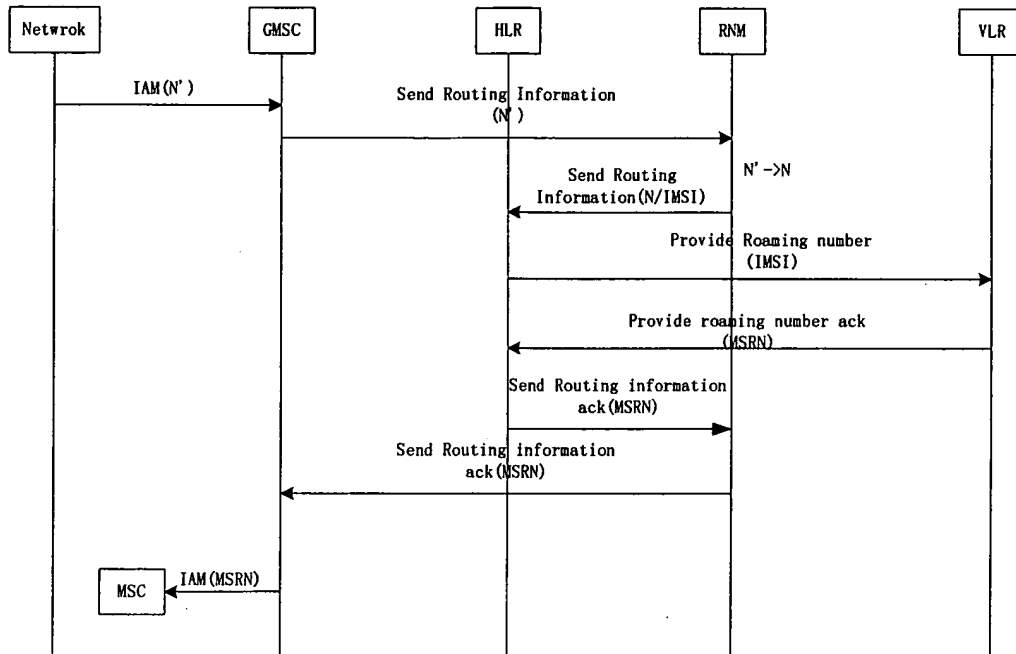 Netwrok
GMSC
HLR
RNM
VLR
IAM(N')
Send Routing Information
(N')
N'->N
Send Routing
Information(N/IMSI)
Provide Roaming number
(IMSI)
Provide roaming number ack
(MSRN)
Send Routing information
ack(MSRN)
Send Routing information
ack(MSRN)
MSC
IAM(MSRN)